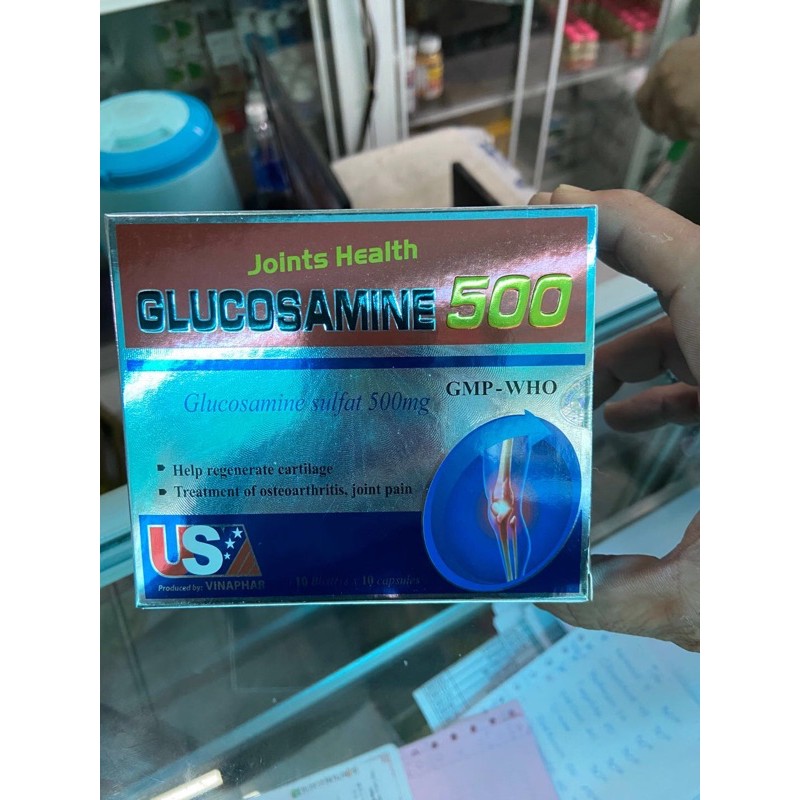 Joints Health
GLUCOSAMINE 500
GMP-WHO
Glucosamine sulfat 500mg
Help regenerate cartilage
Treatment of osteoarthritis, joint pain
USA
Produced by: VINAPHAR
10 x 10 capsules